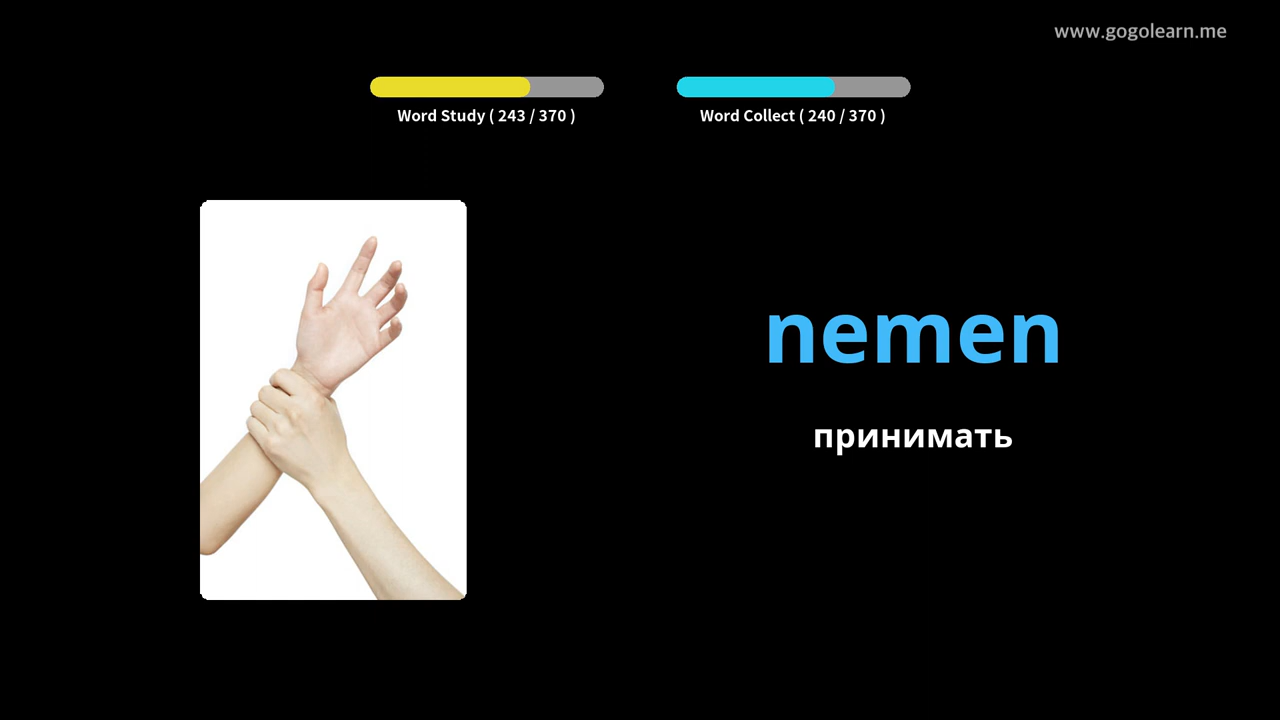 www.gogolearn.me
Word Study ( 243 / 370 )
Word Collect ( 240 / 370 )
nemen
принимать